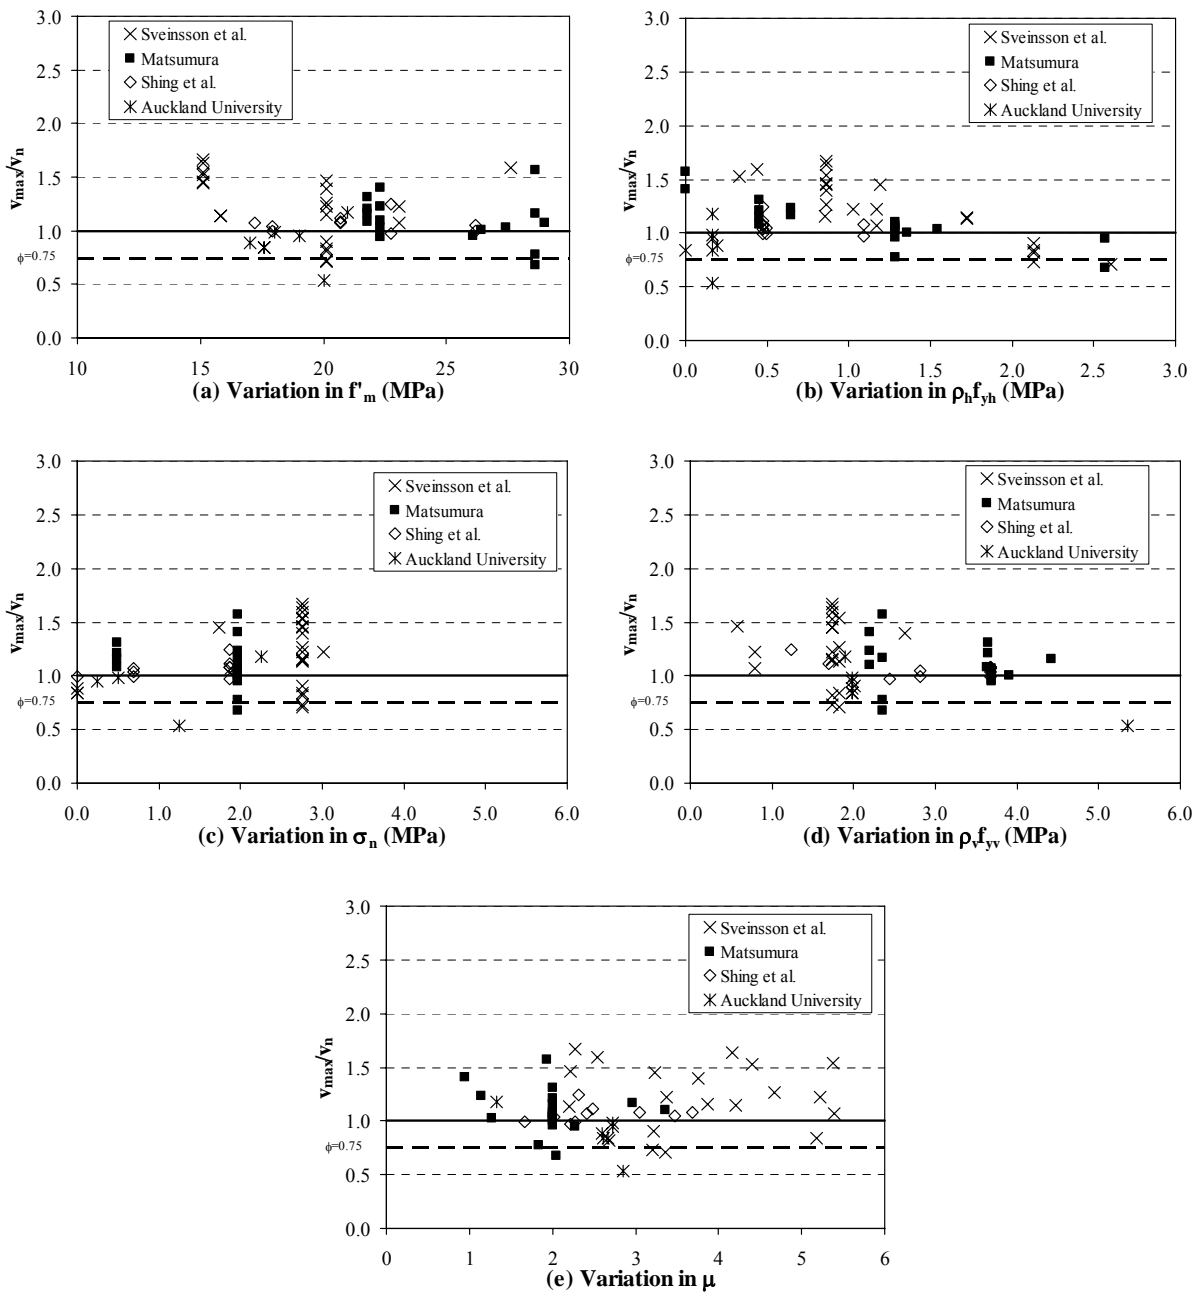 3.0
2.5
2.0
1.5
1.0
0.5
0.0
vmax/vn
ϕ=0.75
Sveinsson et al.
Matsumura
Shing et al.
Auckland University
10 15 20 25 30
(a) Variation in f'm (MPa)
3.0
2.5
2.0
1.5
1.0
0.5
0.0
vmax/vn
ϕ=0.75
Sveinsson et al.
Matsumura
Shing et al.
Auckland University
0.0 0.5 1.0 1.5 2.0 2.5 3.0
(b) Variation in ρhfyh (MPa)
3.0
2.5
2.0
1.5
1.0
0.5
0.0
vmax/vn
ϕ=0.75
Sveinsson et al.
Matsumura
Shing et al.
Auckland University
0.0 1.0 2.0 3.0 4.0 5.0 6.0
(c) Variation in σn (MPa)
3.0
2.5
2.0
1.5
1.0
0.5
0.0
vmax/vn
ϕ=0.75
Sveinsson et al.
Matsumura
Shing et al.
Auckland University
0.0 1.0 2.0 3.0 4.0 5.0 6.0
(d) Variation in ρvfyv (MPa)
3.0
2.5
2.0
1.5
1.0
0.5
0.0
vmax/vn
ϕ=0.75
Sveinsson et al.
Matsumura
Shing et al.
Auckland University
0 1 2 3 4 5 6
(e) Variation in μ